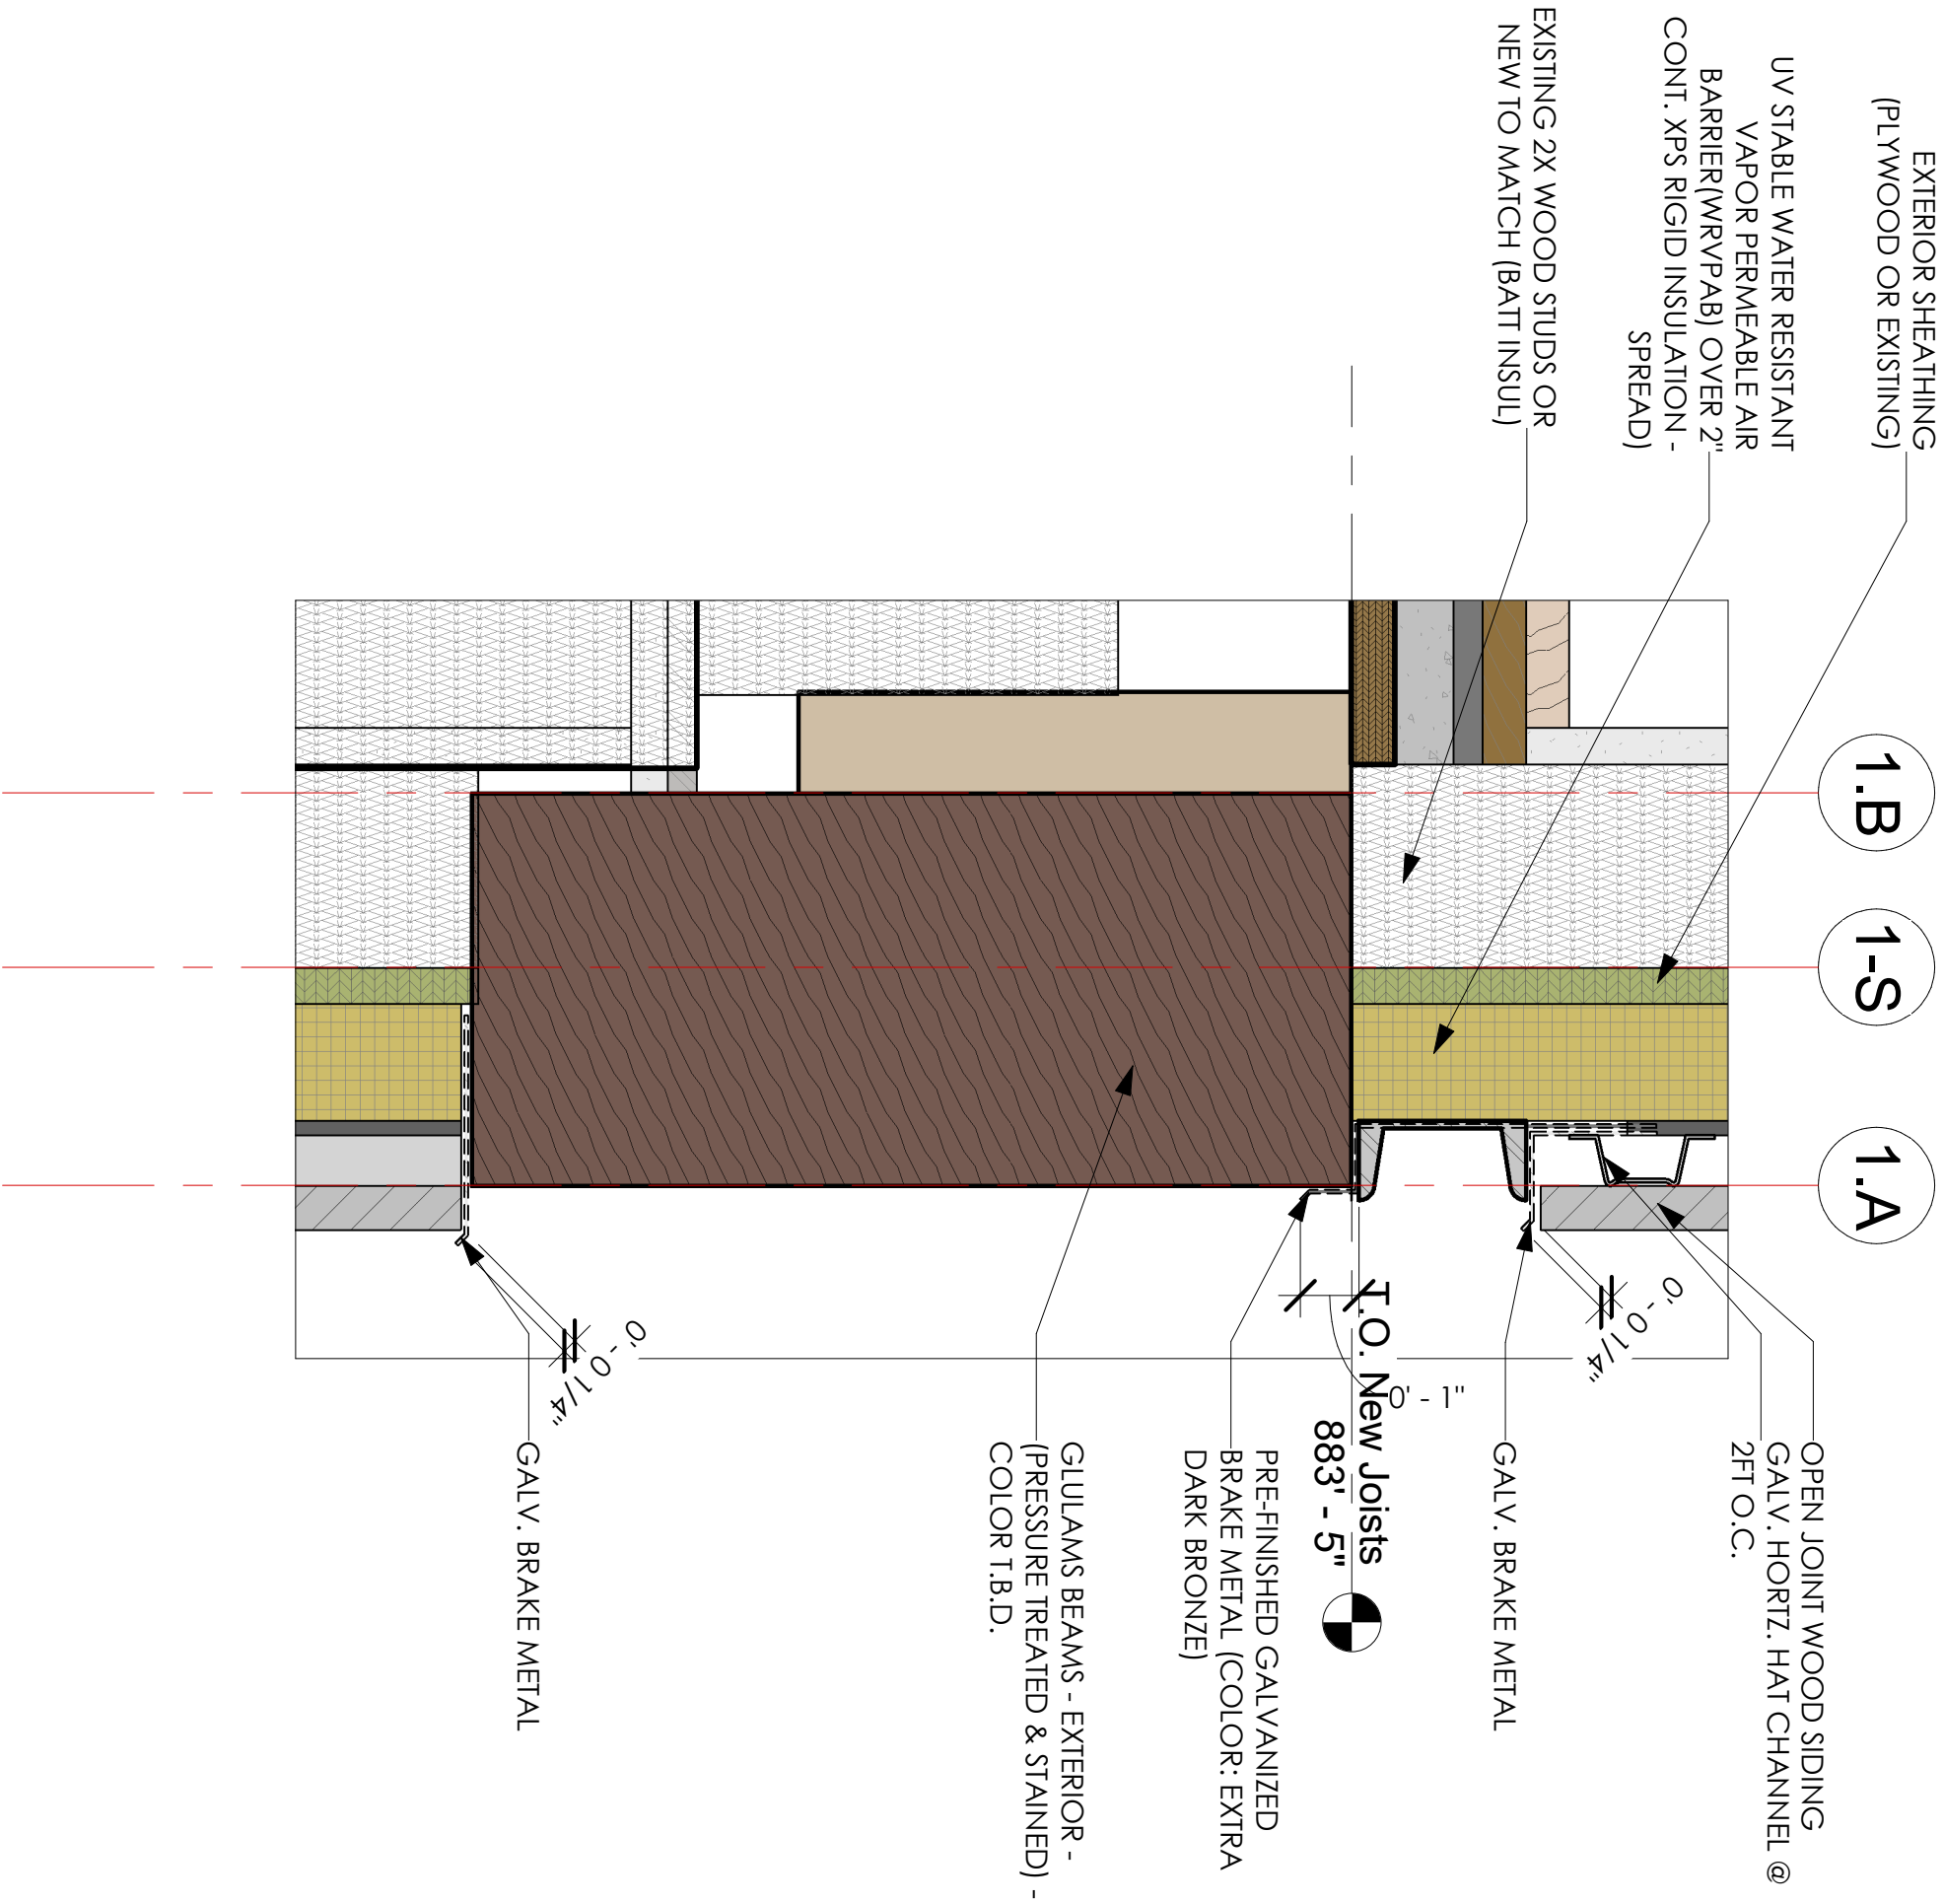 EXTERIOR SHEATHING
(PLYWOOD OR EXISTING)
UV STABLE WATER RESISTANT
VAPOR PERMEABLE AIR
BARRIER(WRVPAB) OVER 2"
CONT. XPS RIGID INSULATION -
SPREAD)
EXISTING 2X WOOD STUDS OR
NEW TO MATCH (BATT INSUL)
1.B
1-S
1.A
OPEN JOINT WOOD SIDING
GALV. HORTZ. HAT CHANNEL @
2FT O.C.
0' - 0 1/4"
GALV. BRAKE METAL
0' - 1"
T.O. New Joists
883' - 5"
PRE-FINISHED GALVANIZED
BRAKE METAL (COLOR: EXTRA
DARK BRONZE)
GLULAMS BEAMS - EXTERIOR -
(PRESSURE TREATED & STAINED) -
COLOR T.B.D.
0' - 0 1/4"
GALV. BRAKE METAL